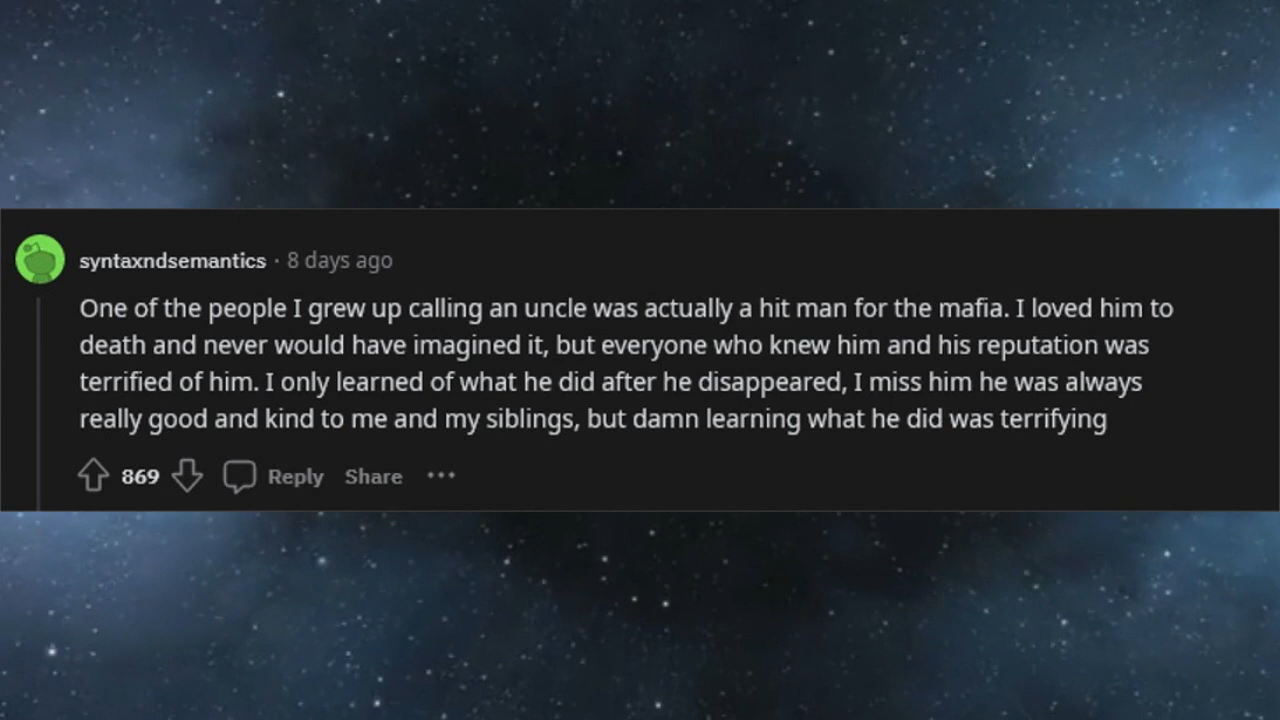 syntaxndsemantics · 8 days ago
One of the people I grew up calling an uncle was actually a hit man for the mafia. I loved him to
death and never would have imagined it, but everyone who knew him and his reputation was
terrified of him. I only learned of what he did after he disappeared, I miss him he was always
really good and kind to me and my siblings, but damn learning what he did was terrifying
869 Reply Share ···